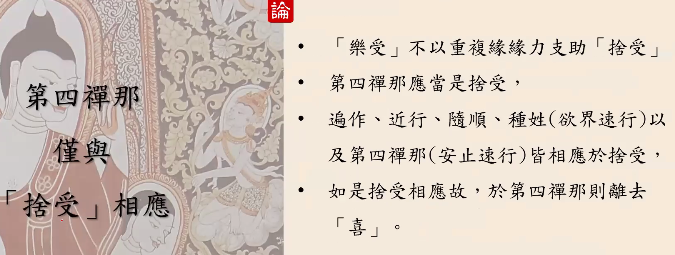 論
第四禪那
僅與
「捨受」相應
• 「樂受」不以重複緣緣力支助「捨受」
• 第四禪那應當是捨受，
• 遍作、近行、隨順、種姓(欲界速行)以
及第四禪那(安止速行)皆相應於捨受，
• 如是捨受相應故，於第四禪那則離去
「喜」。